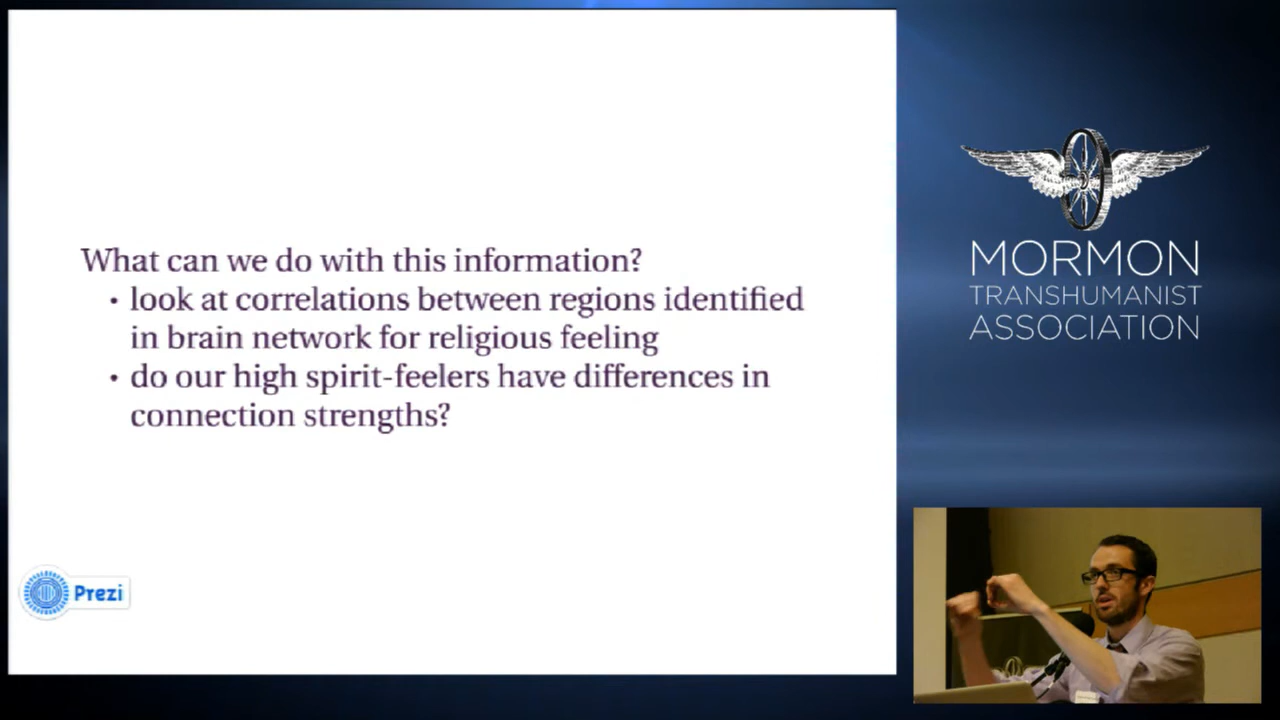 What can we do with this information?
• look at correlations between regions identified
in brain network for religious feeling
• do our high spirit-feelers have differences in
connection strengths?
Prezi
MORMON
TRANSHUMANIST
ASSOCIATION